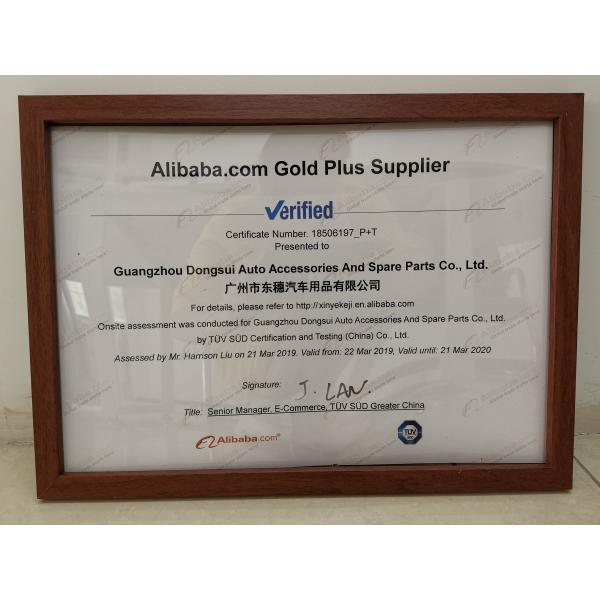 Alibaba.com Gold Plus Supplier
Verified
Certificate Number. 18506197_P+T
Presented to
Guangzhou Dongsui Auto Accessories And Spare Parts Co., Ltd.
广州市东穗汽车用品有限公司
For details, please refer to http://xinyekeji.en.alibaba.com
Onsite assessment was conducted for Guangzhou Dongsui Auto Accessories And Spare Parts Co., Ltd.
by TÜV SÜD Certification and Testing (China) Co., Ltd.
Assessed by Mr. Harrison Liu on 21 Mar 2019. Valid from: 22 Mar 2019, Valid until: 21 Mar 2020
Signature: J. LAN.
Title: Senior Manager, E-Commerce, TÜV SÜD Greater China
Alibaba.com®
TÜV